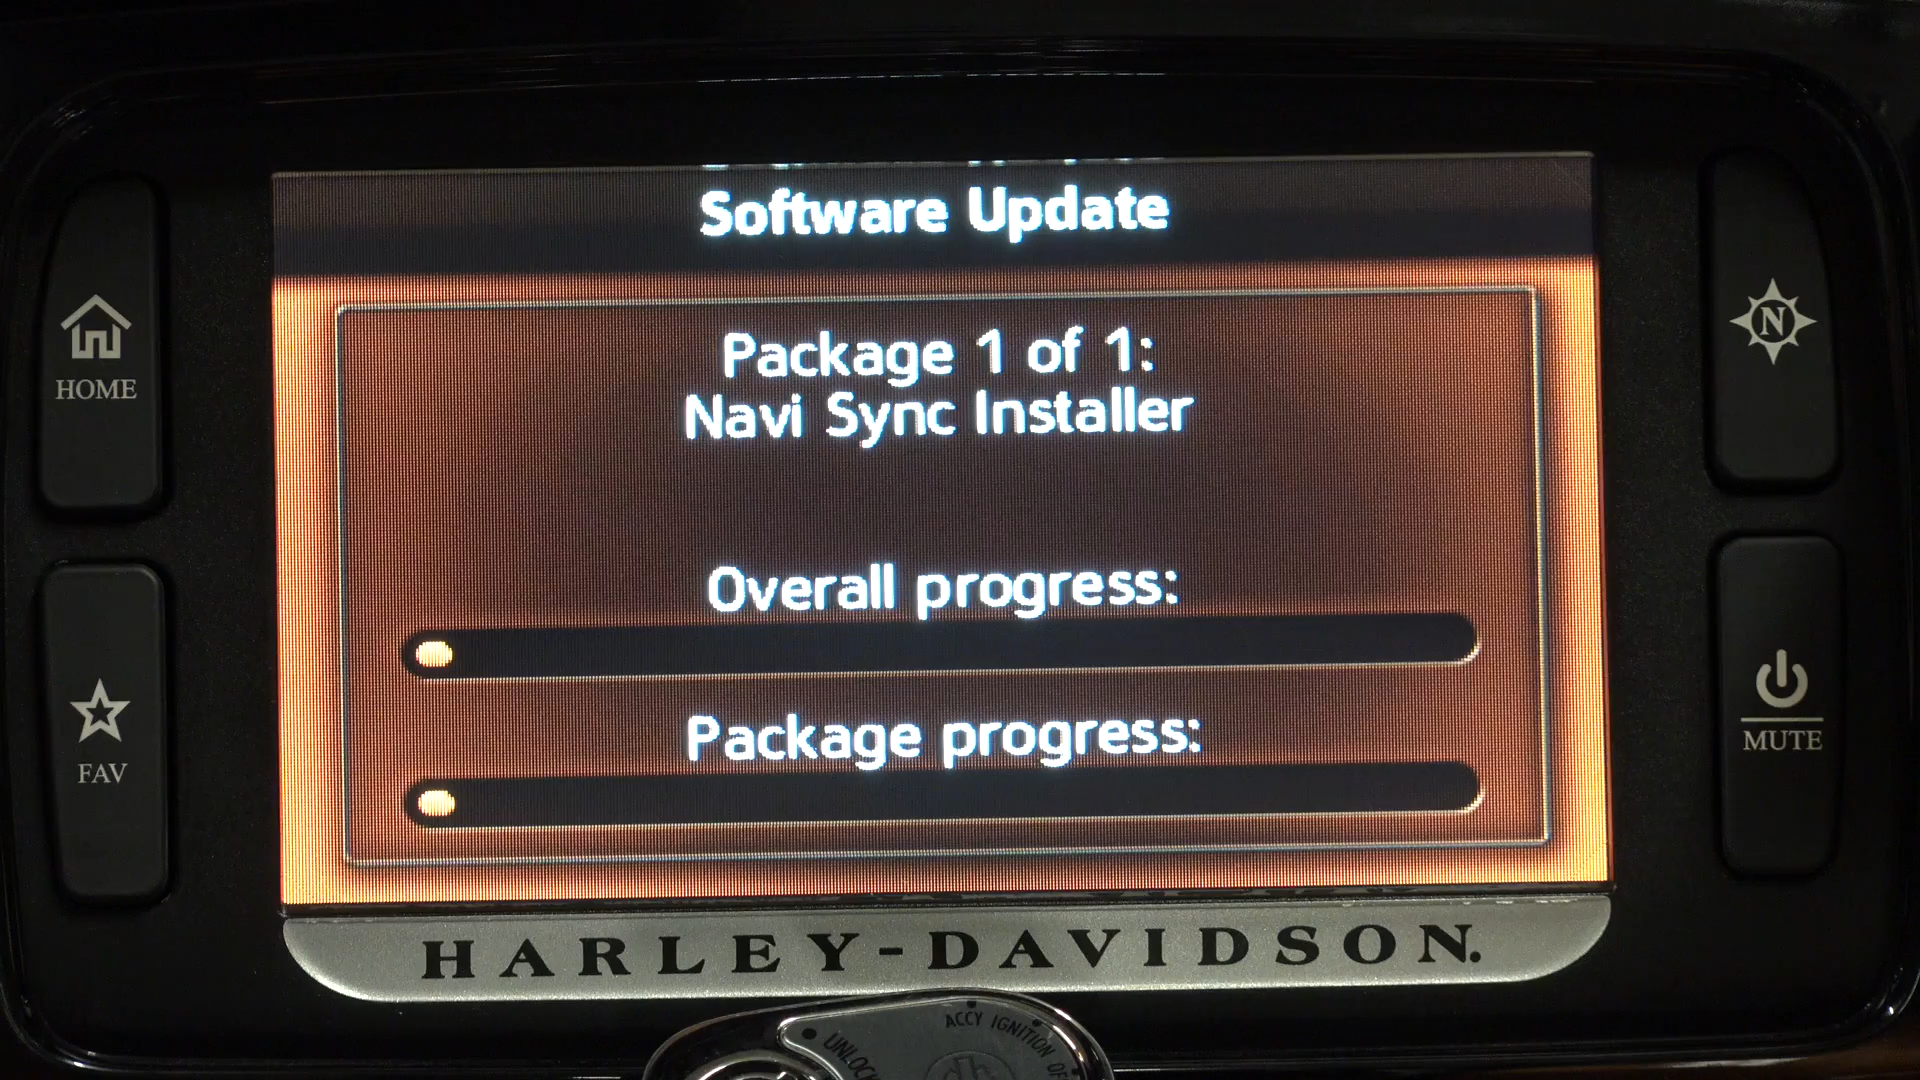 Software Update
Package 1 of 1:
Navi Sync Installer
HOME
N
Overall progress:
Package progress:
FAV
MUTE
HARLEY-DAVIDSON.
ACCY IGNITION